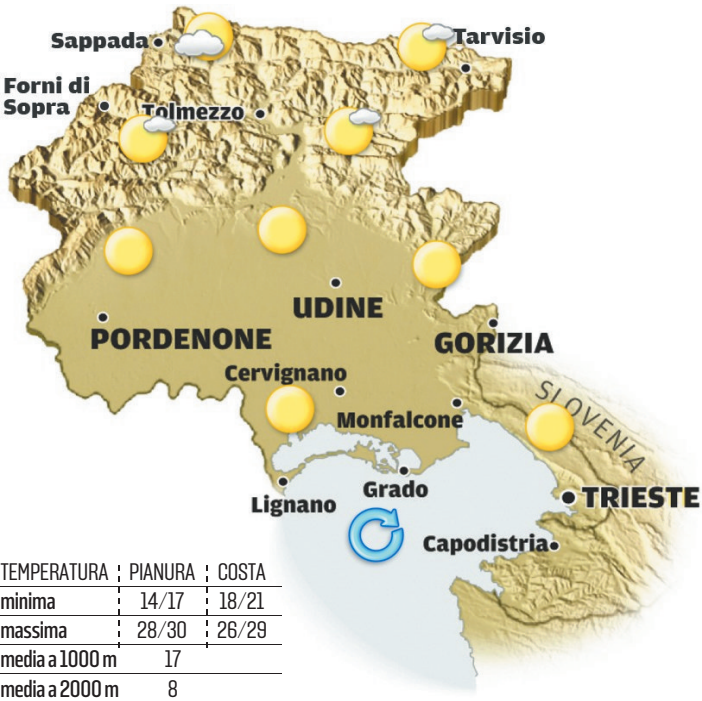 Sappada
Tarvisio
Forni di
Sopra
Tolmezzo
UDINE
PORDENONE
GORIZIA
Cervignano
SLOVENIA
Monfalcone
Lignano
Grado
TRIESTE
Capodistria
TEMPERATURA PIANURA COSTA
minima 14/17 18/21
massima 28/30 26/29
media a 1000 m 17
media a 2000 m 8